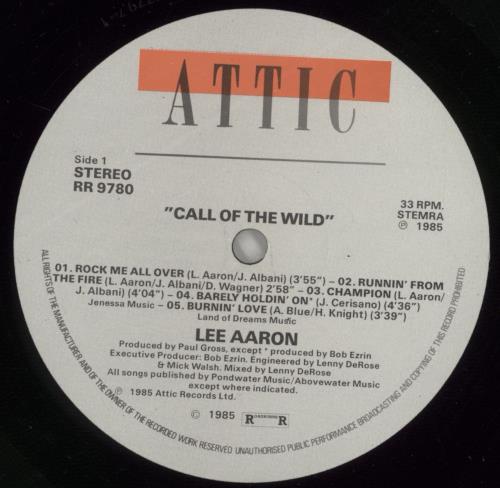 ATTIC
Side 1
STEREO
RR 9780
33 RPM.
STEMRA
Ⓟ 1985
"CALL OF THE WILD"
01. ROCK ME ALL OVER (L. Aaron/J. Albani) (3'55") – 02. RUNNIN' FROM
THE FIRE (L. Aaron/J. Albani/D. Wagner) 2'58" – 03. CHAMPION (L. Aaron/
J. Albani) (4'04") – 04. BARELY HOLDIN' ON* (J. Cerisano) (4'36")
Jenessa Music – 05. BURNIN' LOVE (A. Blue/H. Knight) (3'39")
Land of Dreams Music
LEE AARON
Produced by Paul Gross, except * produced by Bob Ezrin
Executive Producer: Bob Ezrin. Engineered by Lenny DeRose
& Mick Walsh. Mixed by Lenny DeRose
All songs published by Pondwater Music/Abovewater Music
except where indicated.
Ⓟ 1985 Attic Records Ltd.
© 1985 R ROADRUNNER R
ALL RIGHTS OF THE MANUFACTURER AND OF THE OWNER OF THE RECORDED WORK RESERVED UNAUTHORISED PUBLIC PERFORMANCE BROADCASTING AND COPYING OF THIS RECORD PROHIBITED